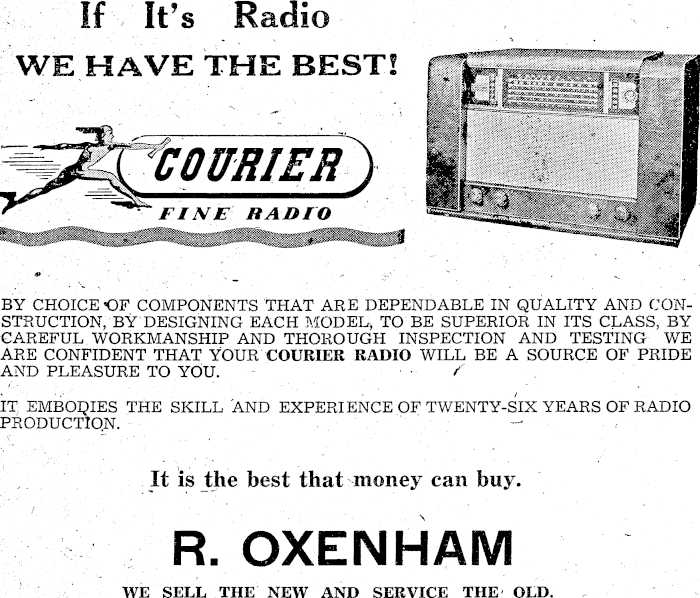 If It's Radio
WE HAVE THE BEST!
COURIER
FINE RADIO
BY CHOICE OF COMPONENTS THAT ARE DEPENDABLE IN QUALITY AND CON-
STRUCTION, BY DESIGNING EACH MODEL, TO BE SUPERIOR IN ITS CLASS, BY
CAREFUL WORKMANSHIP AND THOROUGH INSPECTION AND TESTING WE
ARE CONFIDENT THAT YOUR COURIER RADIO WILL BE A SOURCE OF PRIDE
AND PLEASURE TO YOU.
IT EMBODIES THE SKILL AND EXPERIENCE OF TWENTY-SIX YEARS OF RADIO
PRODUCTION.
It is the best that money can buy.
R. OXENHAM
WE SELL THE NEW AND SERVICE THE OLD.